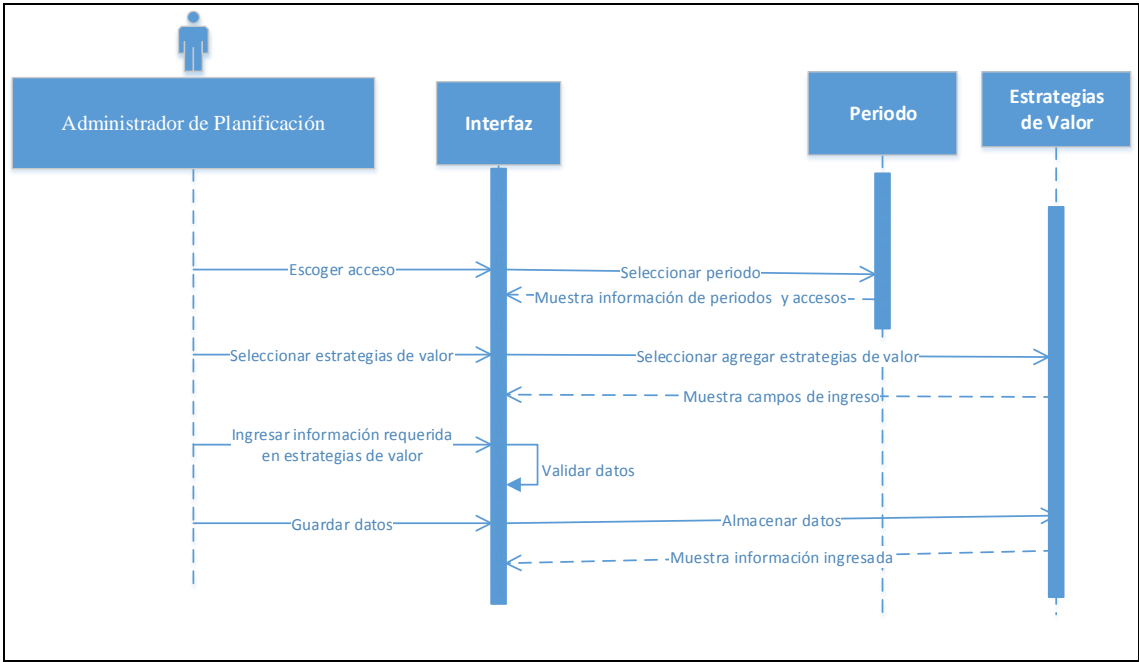 Administrador de Planificación
Interfaz
Periodo
Estrategias
de Valor
Escoger acceso
Seleccionar periodo
Muestra información de periodos y accesos
Seleccionar estrategias de valor
Seleccionar agregar estrategias de valor
Muestra campos de ingreso
Ingresar información requerida
en estrategias de valor
Validar datos
Guardar datos
Almacenar datos
Muestra información ingresada